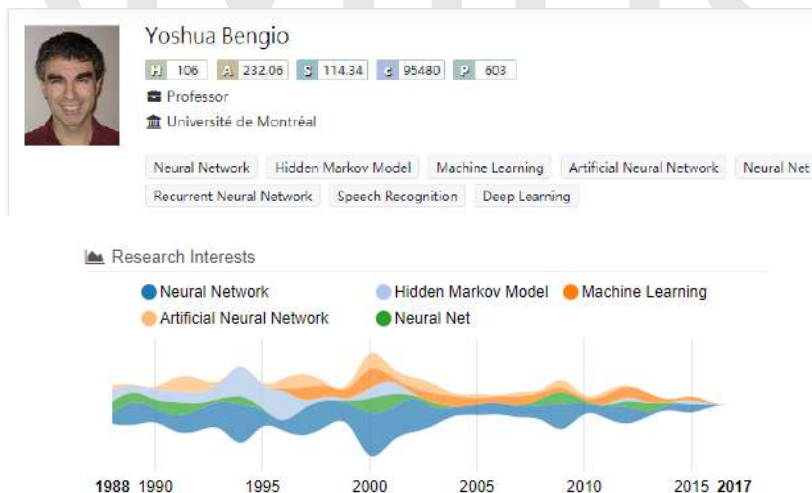 Yoshua Bengio
H 106 A 232.06 S 114.34 c 95480 P 603
Professor
Université de Montréal
Neural Network Hidden Markov Model Machine Learning Artificial Neural Network Neural Net
Recurrent Neural Network Speech Recognition Deep Learning
Research Interests
Neural Network Hidden Markov Model Machine Learning
Artificial Neural Network Neural Net
1988 1990 1995 2000 2005 2010 2015 2017